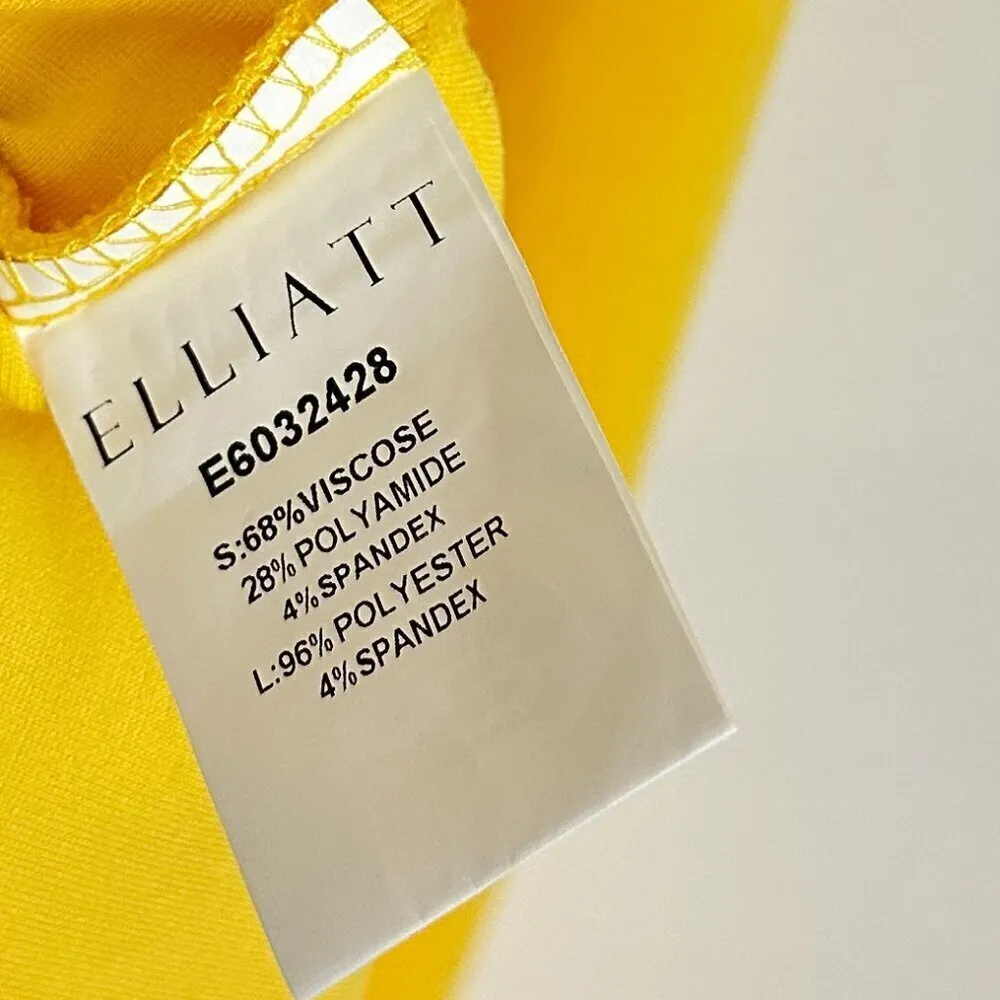 ELLIATT
E6032428
S:68%VISCOSE
28%POLYAMIDE
4%SPANDEX
L:96%POLYESTER
4%SPANDEX